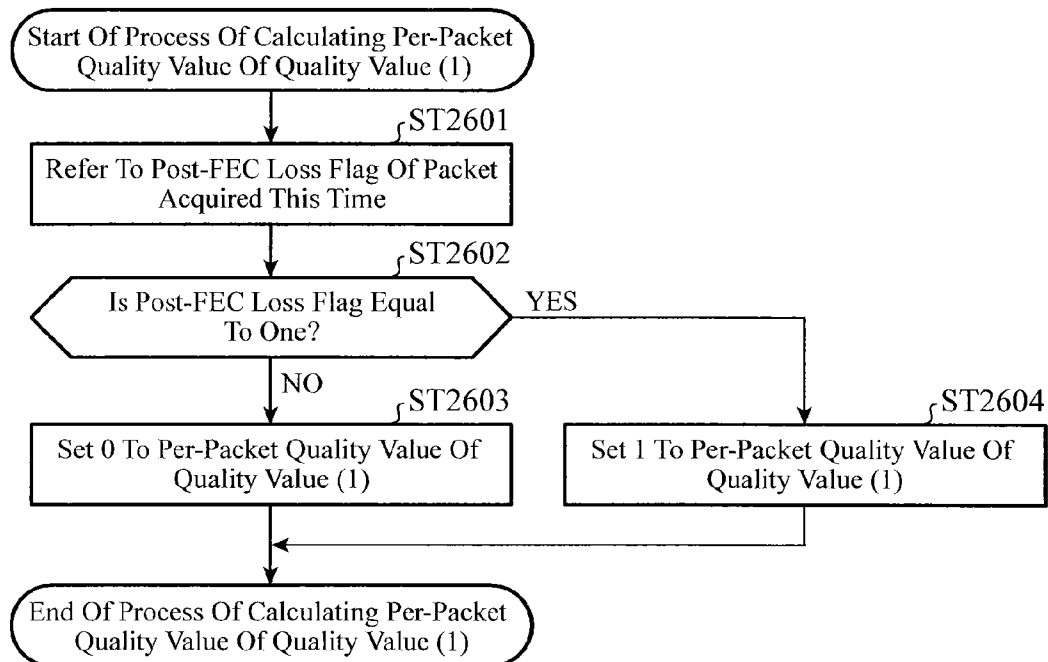 Start Of Process Of Calculating Per-Packet
Quality Value Of Quality Value (1)
ST2601
Refer To Post-FEC Loss Flag Of Packet
Acquired This Time
ST2602
Is Post-FEC Loss Flag Equal
To One?
YES
NO
ST2603
Set 0 To Per-Packet Quality Value Of
Quality Value (1)
ST2604
Set 1 To Per-Packet Quality Value Of
Quality Value (1)
End Of Process Of Calculating Per-Packet
Quality Value Of Quality Value (1)